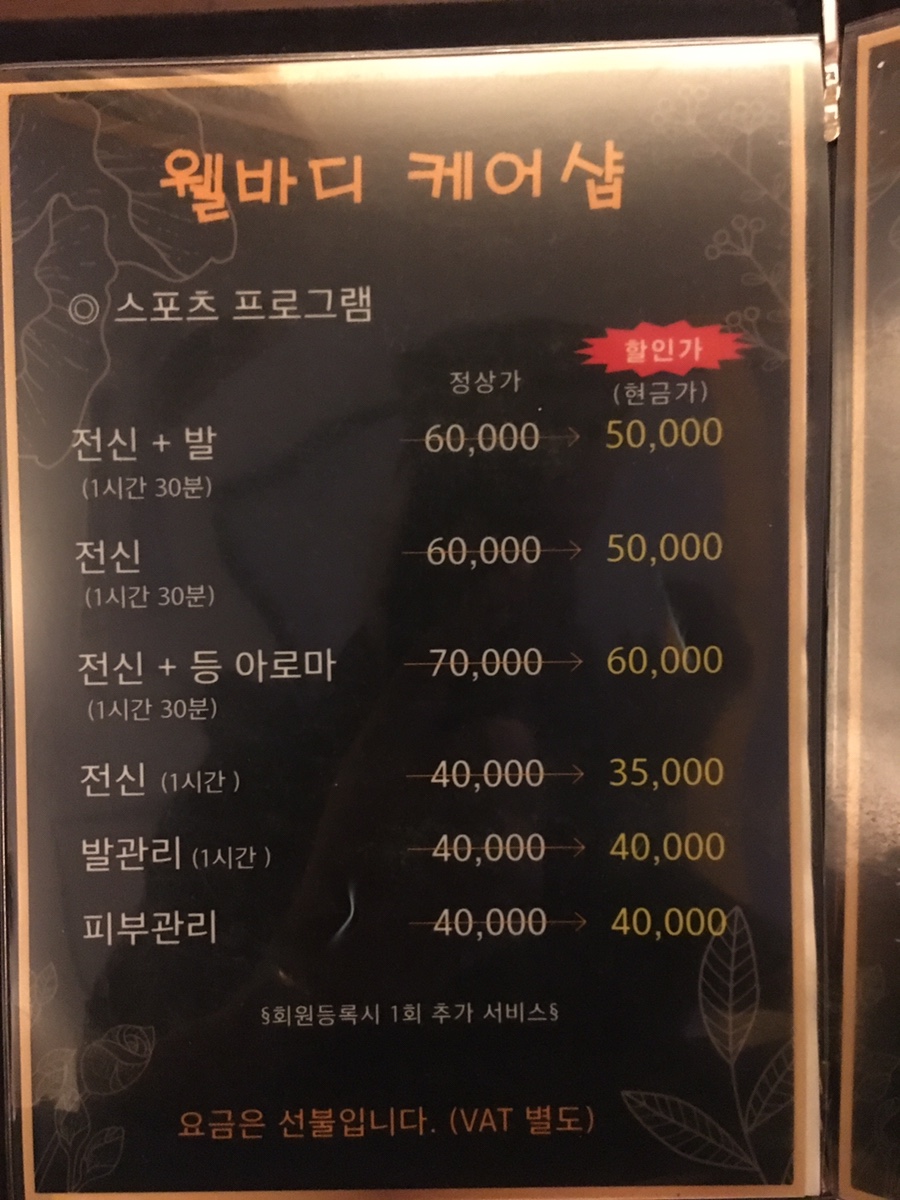 웰바디 케어샵
◎ 스포츠 프로그램
할인가
정상가 (현금가)
전신 + 발 60,000 → 50,000
(1시간 30분)
전신 60,000 → 50,000
(1시간 30분)
전신 + 등 아로마 70,000 → 60,000
(1시간 30분)
전신 (1시간 ) 40,000 → 35,000
발관리 (1시간 ) 40,000 → 40,000
피부관리 40,000 → 40,000
§회원등록시 1회 추가 서비스§
요금은 선불입니다. (VAT 별도)